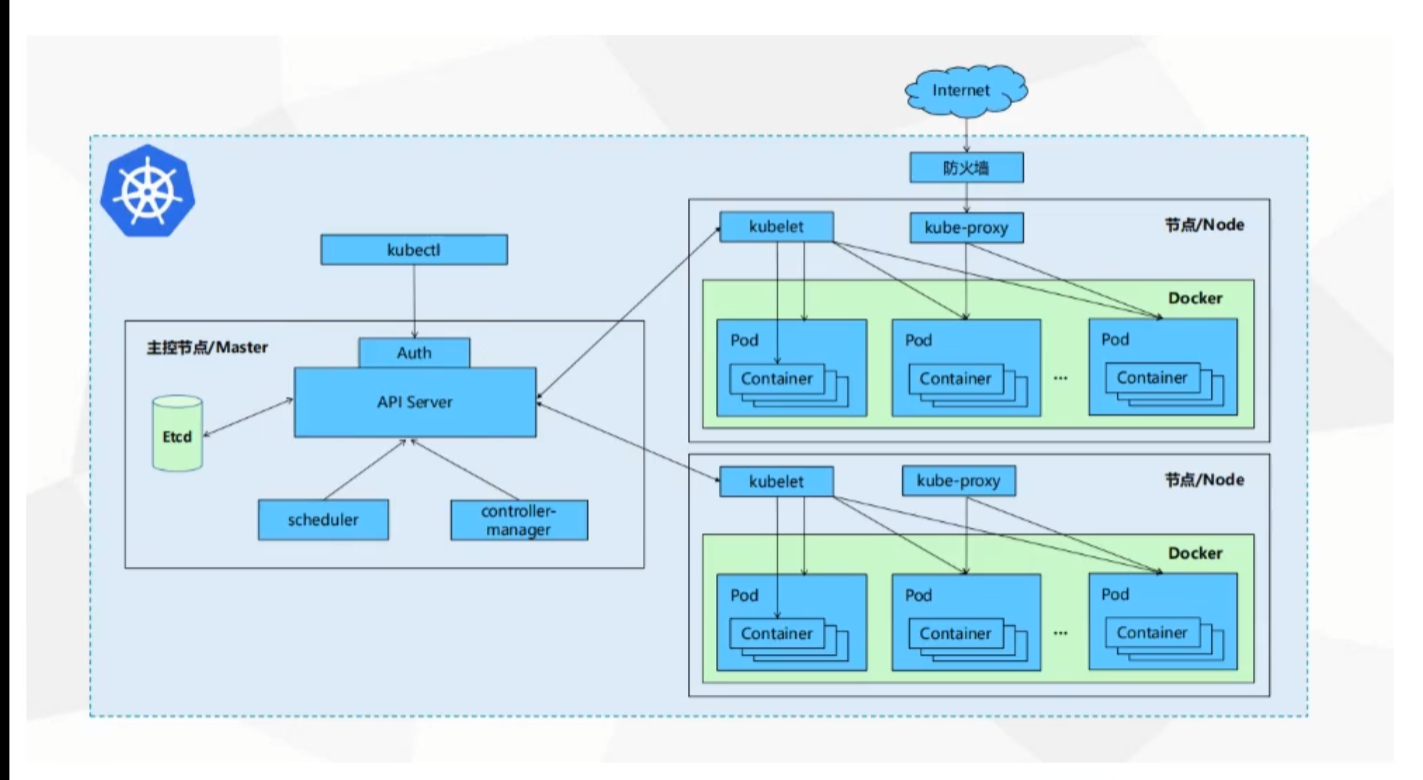 Internet
防火墙
kubelet
kube-proxy
节点/Node
kubectl
Docker
主控节点/Master
Auth
API Server
Etcd
scheduler
controller-
manager
Pod
Container
Pod
Container
...
Pod
Container
kubelet
kube-proxy
节点/Node
Docker
Pod
Container
Pod
Container
...
Pod
Container